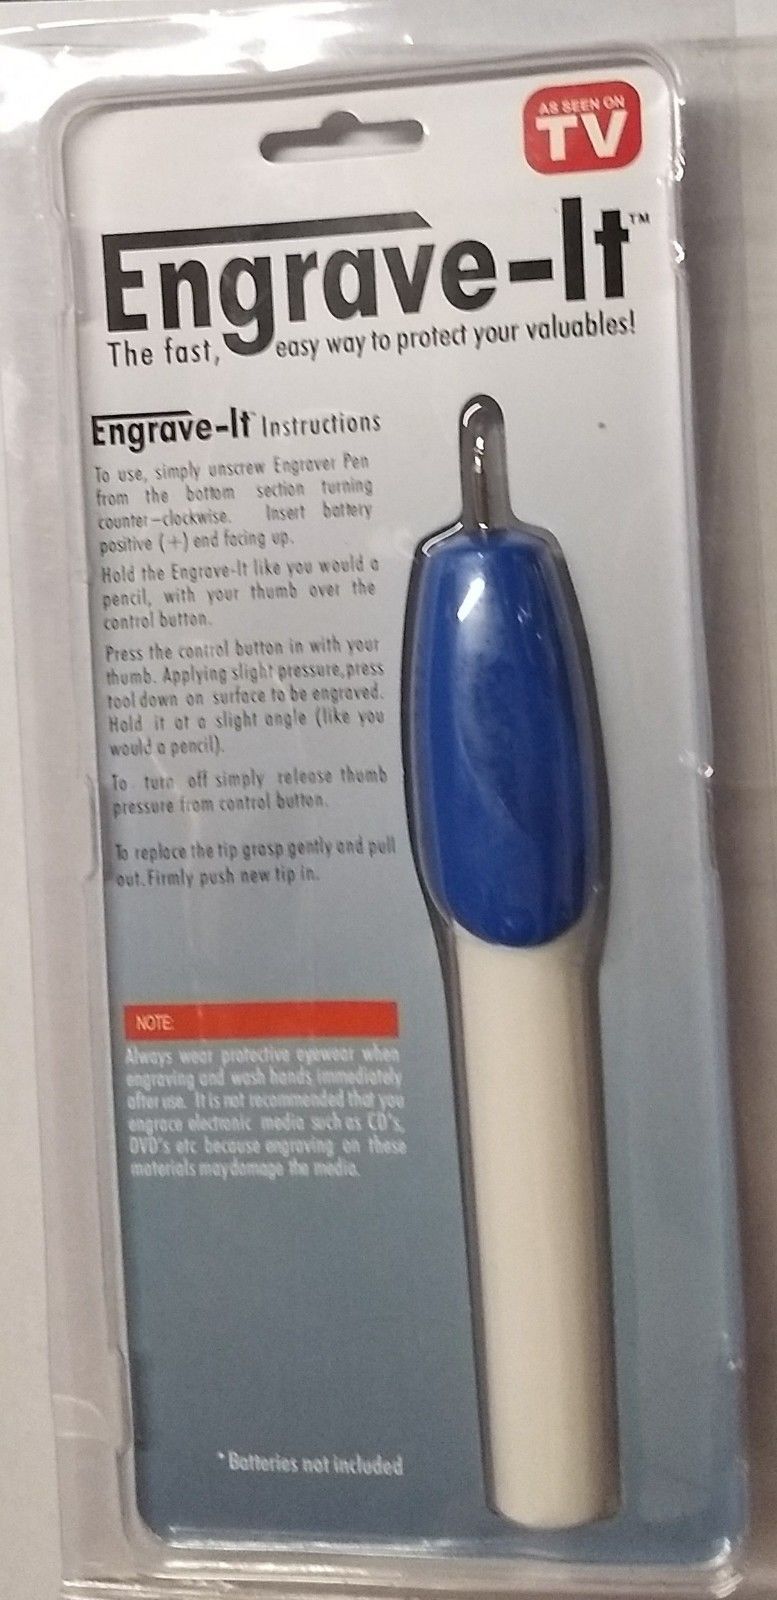 AS SEEN ON
TV
Engrave-It™
The fast, easy way to protect your valuables!
Engrave-It™ Instructions
To use, simply unscrew Engraver Pen
from the bottom section turning
counter-clockwise. Insert battery
positive (+) end facing up.
Hold the Engrave-It like you would a
pencil, with your thumb over the
control button.
Press the control button in with your
thumb. Applying slight pressure,press
tool down on surface to be engraved.
Hold it at a slight angle (like you
would a pencil).
To turn off simply release thumb
pressure from control button.
To replace the tip grasp gently and pull
out. Firmly push new tip in.
NOTE:
Always wear protective eyewear when
engraving and wash hands immediately
after use. It is not recommended that you
engrace electronic media such as CD's,
DVD's etc because engraving on these
materials may damage the media.
* Batteries not included